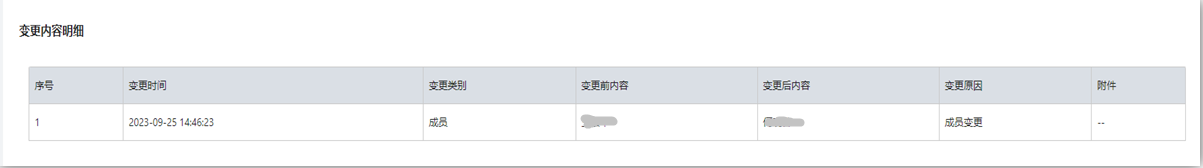 变更内容明细
序号 变更时间 变更类别 变更前内容 变更后内容 变更原因 附件
1 2023-09-25 14:46:23 成员 成员变更 --